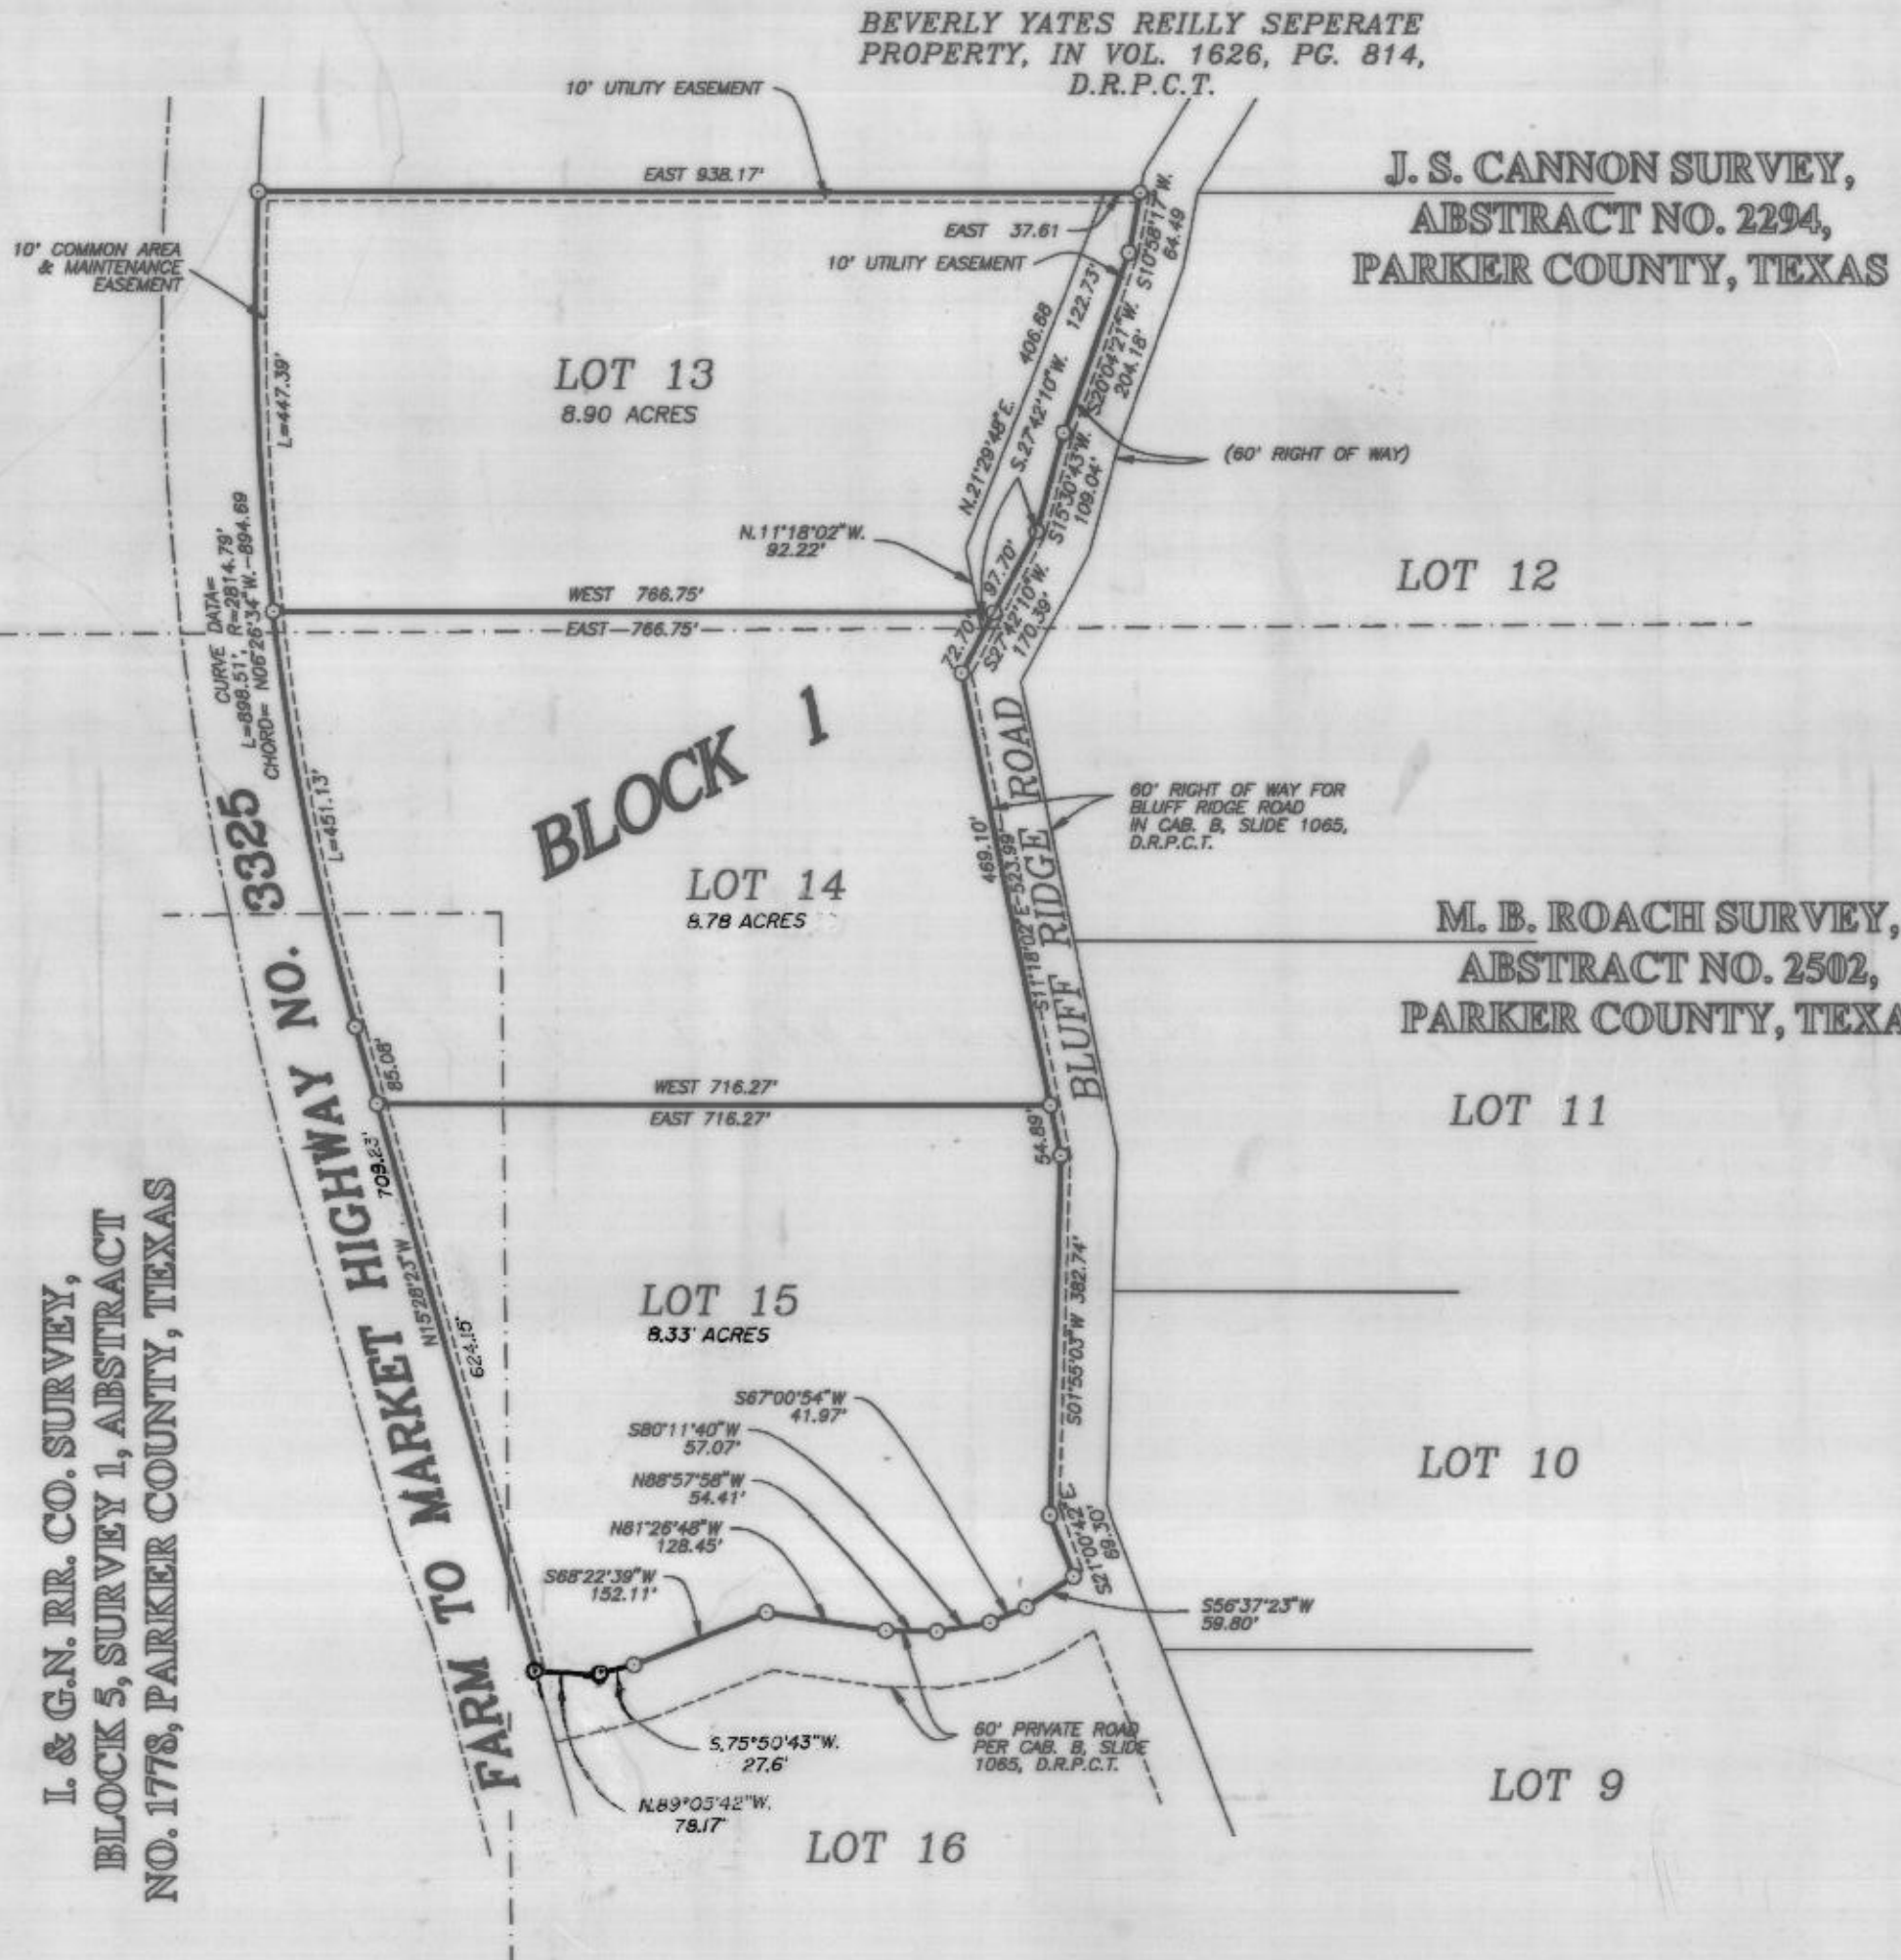 BEVERLY YATES REILLY SEPERATE
PROPERTY, IN VOL. 1626, PG. 814,
D.R.P.C.T.
10' UTILITY EASEMENT
J. S. CANNON SURVEY,
ABSTRACT NO. 2294,
PARKER COUNTY, TEXAS
EAST 938.17'
10' COMMON AREA
& MAINTENANCE
EASEMENT
EAST 37.61
10' UTILITY EASEMENT
S10°58'17"W.
64.49
S20°04'21"W.
204.18'
N.21°29'48"E. 406.68
S.27°42'10"W. 122.73'
LOT 13
8.90 ACRES
L=447.39'
(60' RIGHT OF WAY)
S15°30'43"W.
109.04'
N.11°18'02"W.
92.22'
97.70'
S27°42'10"W.
170.39'
72.70'
LOT 12
WEST 766.75'
EAST 766.75'
CURVE DATA=
L=898.51', R=2814.79'
CHORD= N06°26'34"W.-894.69
L=451.13'
BLOCK 1
LOT 14
8.78 ACRES
469.10'
S11°18'02"E-523.99'
BLUFF RIDGE ROAD
60' RIGHT OF WAY FOR
BLUFF RIDGE ROAD
IN CAB. B, SLIDE 1065,
D.R.P.C.T.
M. B. ROACH SURVEY,
ABSTRACT NO. 2502,
PARKER COUNTY, TEXA
FARM TO MARKET HIGHWAY NO. 3325
85.08'
WEST 716.27'
EAST 716.27'
54.89'
LOT 11
709.23'
N15°28'23"W
624.15'
I. & G.N. RR. CO. SURVEY,
BLOCK 5, SURVEY 1, ABSTRACT
NO. 1778, PARKER COUNTY, TEXAS
LOT 15
8.33' ACRES
S01°55'03"W 382.74'
S67°00'54"W
41.97'
S80°11'40"W
57.07'
N88°57'58"W
54.41'
N81°26'48"W
128.45'
S68°22'39"W
152.11'
LOT 10
S21°00'42"E
69.30'
S56°37'23"W
59.80'
S.75°50'43"W.
27.6'
60' PRIVATE ROAD
PER CAB. B, SLIDE
1065, D.R.P.C.T.
N.89°05'42"W.
78.17'
LOT 9
LOT 16